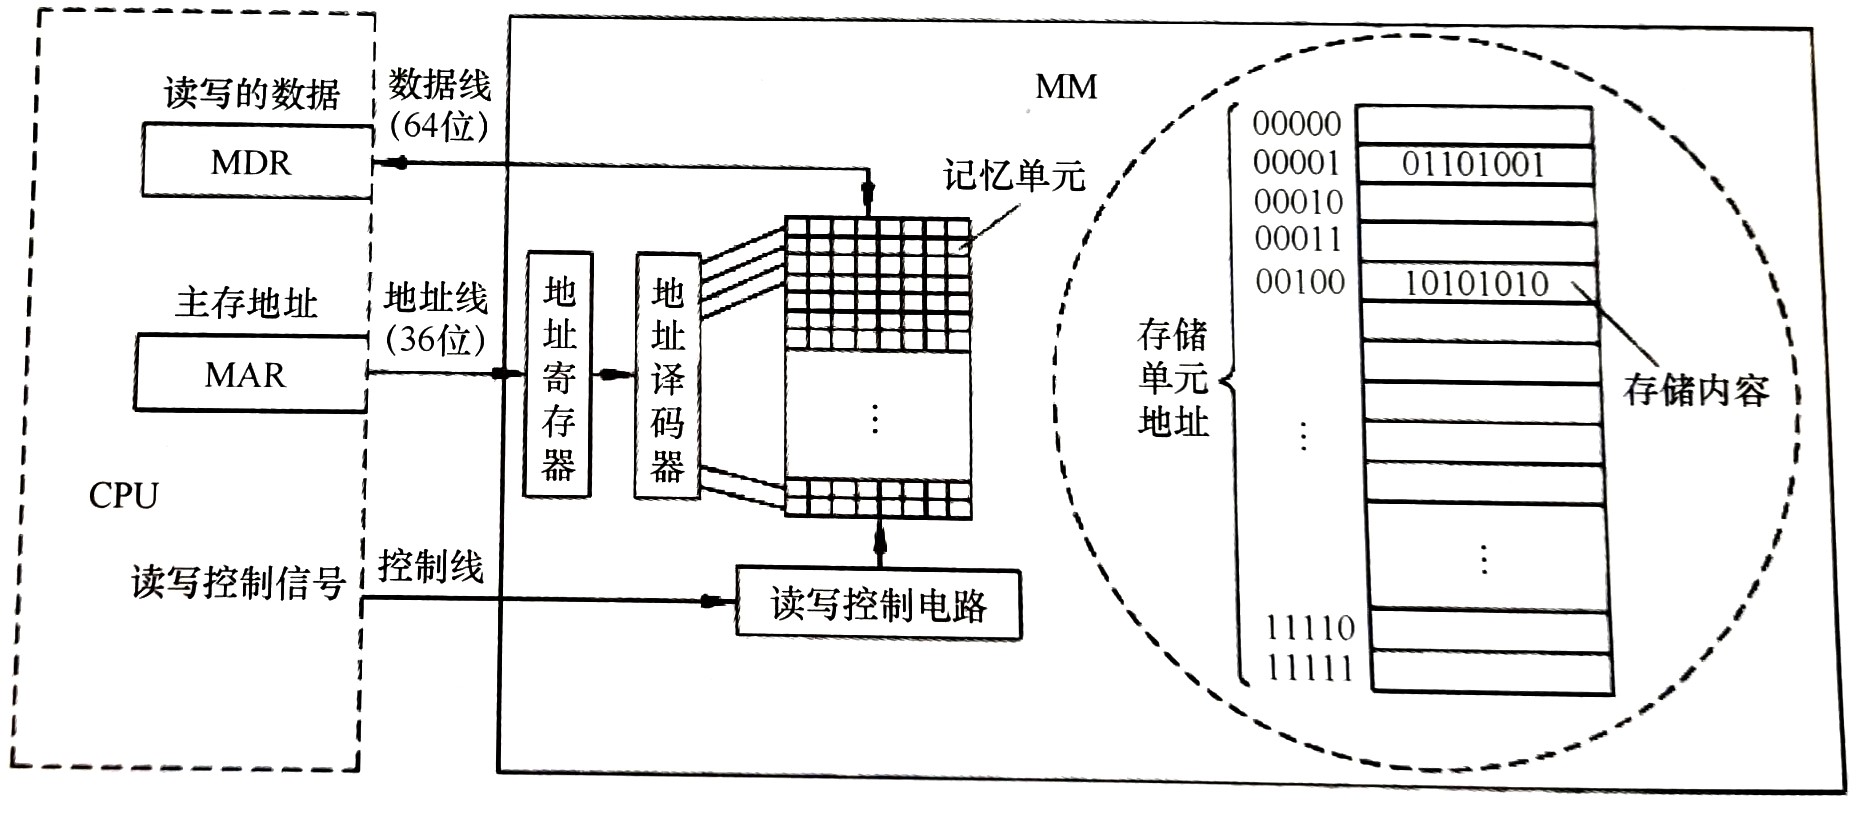 读写的数据
MDR
数据线
(64位)
主存地址
MAR
地址线
(36位)
CPU
读写控制信号
控制线
地址寄存器
地址译码器
记忆单元
⋮
读写控制电路
MM
00000
00001 01101001
00010
00011
00100 10101010
存储
单元
地址
⋮
存储内容
⋮
11110
11111